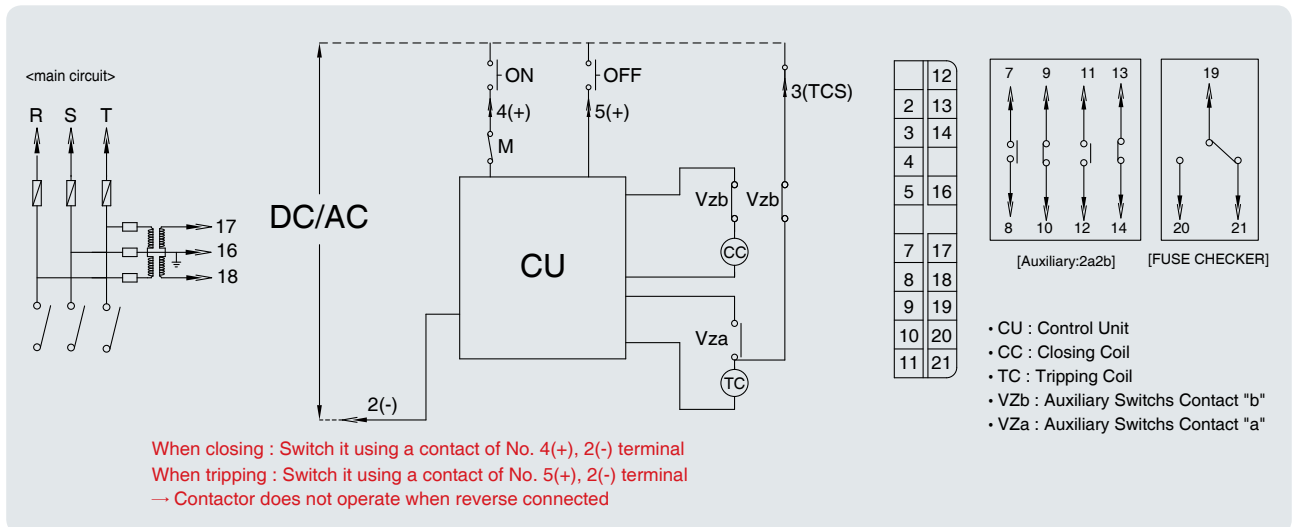 <main circuit>
R S T
17
16
18
DC/AC
ON
OFF
4(+)
5(+)
3(TCS)
M
CU
Vzb
Vzb
CC
Vza
TC
2(-)
When closing : Switch it using a contact of No. 4(+), 2(-) terminal
When tripping : Switch it using a contact of No. 5(+), 2(-) terminal
→ Contactor does not operate when reverse connected
12
2 13
3 14
4
5 16
7 17
8 18
9 19
10 20
11 21
7 9 11 13
8 10 12 14
[Auxiliary:2a2b]
19
20 21
[FUSE CHECKER]
• CU : Control Unit
• CC : Closing Coil
• TC : Tripping Coil
• VZb : Auxiliary Switchs Contact "b"
• VZa : Auxiliary Switchs Contact "a"